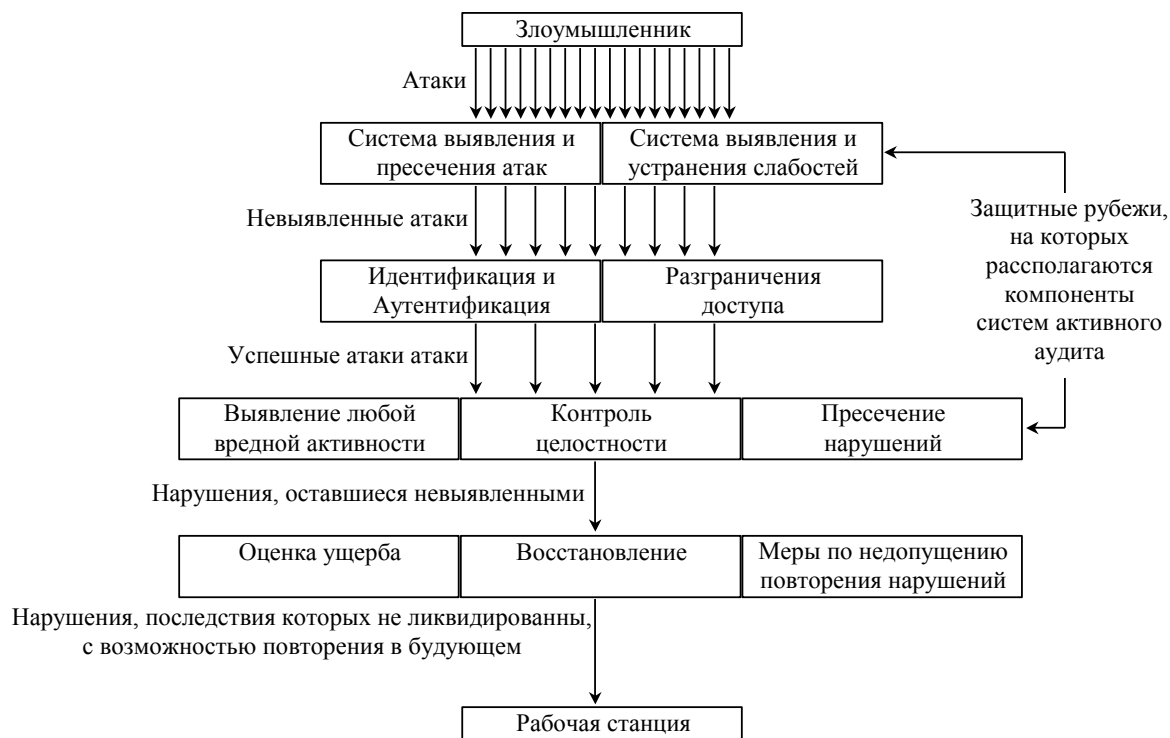 Злоумышленник
Атаки
Система выявления и
пресечения атак
Система выявления и
устранения слабостей
Невыявленные атаки
Защитные рубежи,
на которых
рассполагаются
компоненты
систем активного
аудита
Идентификация и
Аутентификация
Разграничения
доступа
Успешные атаки атаки
Выявление любой
вредной активности
Контроль
целостности
Пресечение
нарушений
Нарушения, оставшиеся невыявленными
Оценка ущерба
Восстановление
Меры по недопущению
повторения нарушений
Нарушения, последствия которых не ликвидированны,
с возможностью повторения в будующем
Рабочая станция